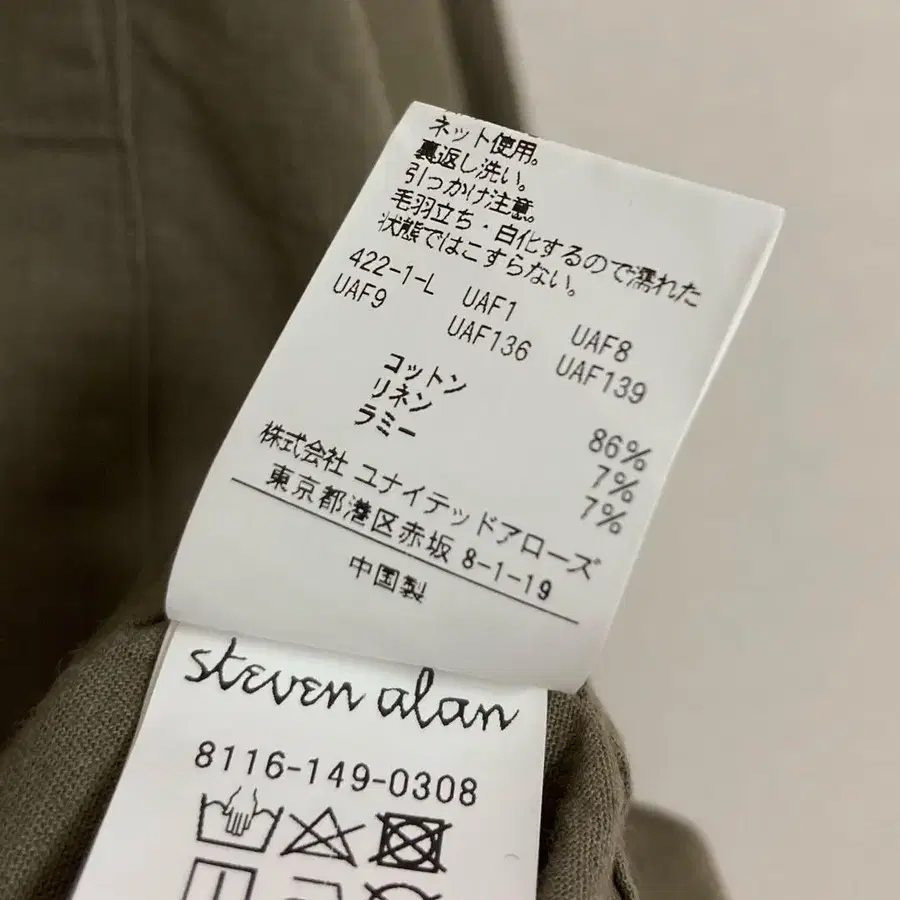 ネット使用。
裏返し洗い。
引っかけ注意。
毛羽立ち・白化するので濡れた
状態ではこすらない。
422-1-L UAF1 UAF8
UAF9 UAF136 UAF139
コットン 86%
リネン 7%
ラミー 7%
株式会社 ユナイテッドアローズ
東京都港区赤坂 8-1-19
中国製
steven alan
8116-149-0308